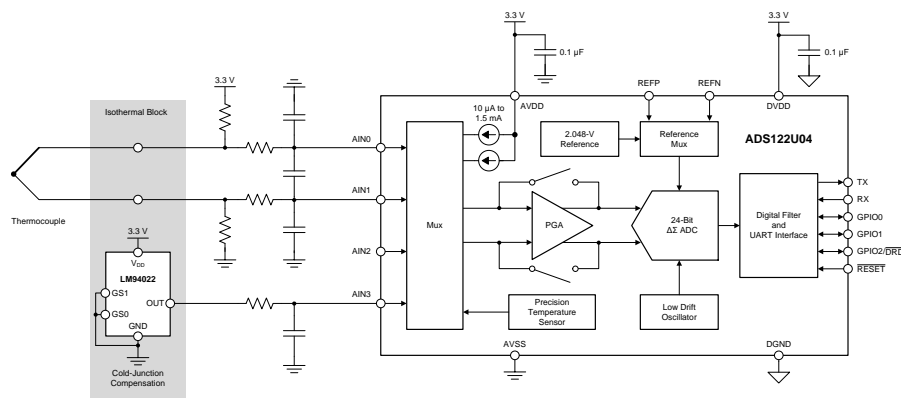 3.3 V
3.3 V
0.1 µF
0.1 µF
3.3 V
Isothermal Block
10 µA to
1.5 mA
AVDD
REFP
REFN
DVDD
ADS122U04
2.048-V
Reference
Reference
Mux
AIN0
AIN1
AIN2
AIN3
Mux
PGA
24-Bit
ΔΣ ADC
Digital Filter
and
UART Interface
TX
RX
GPIO0
GPIO1
GPIO2/DRD
RESET
Thermocouple
3.3 V
VDD
LM94022
GS1
GS0
OUT
GND
Precision
Temperature
Sensor
Low Drift
Oscillator
AVSS
DGND
Cold-Junction
Compensation